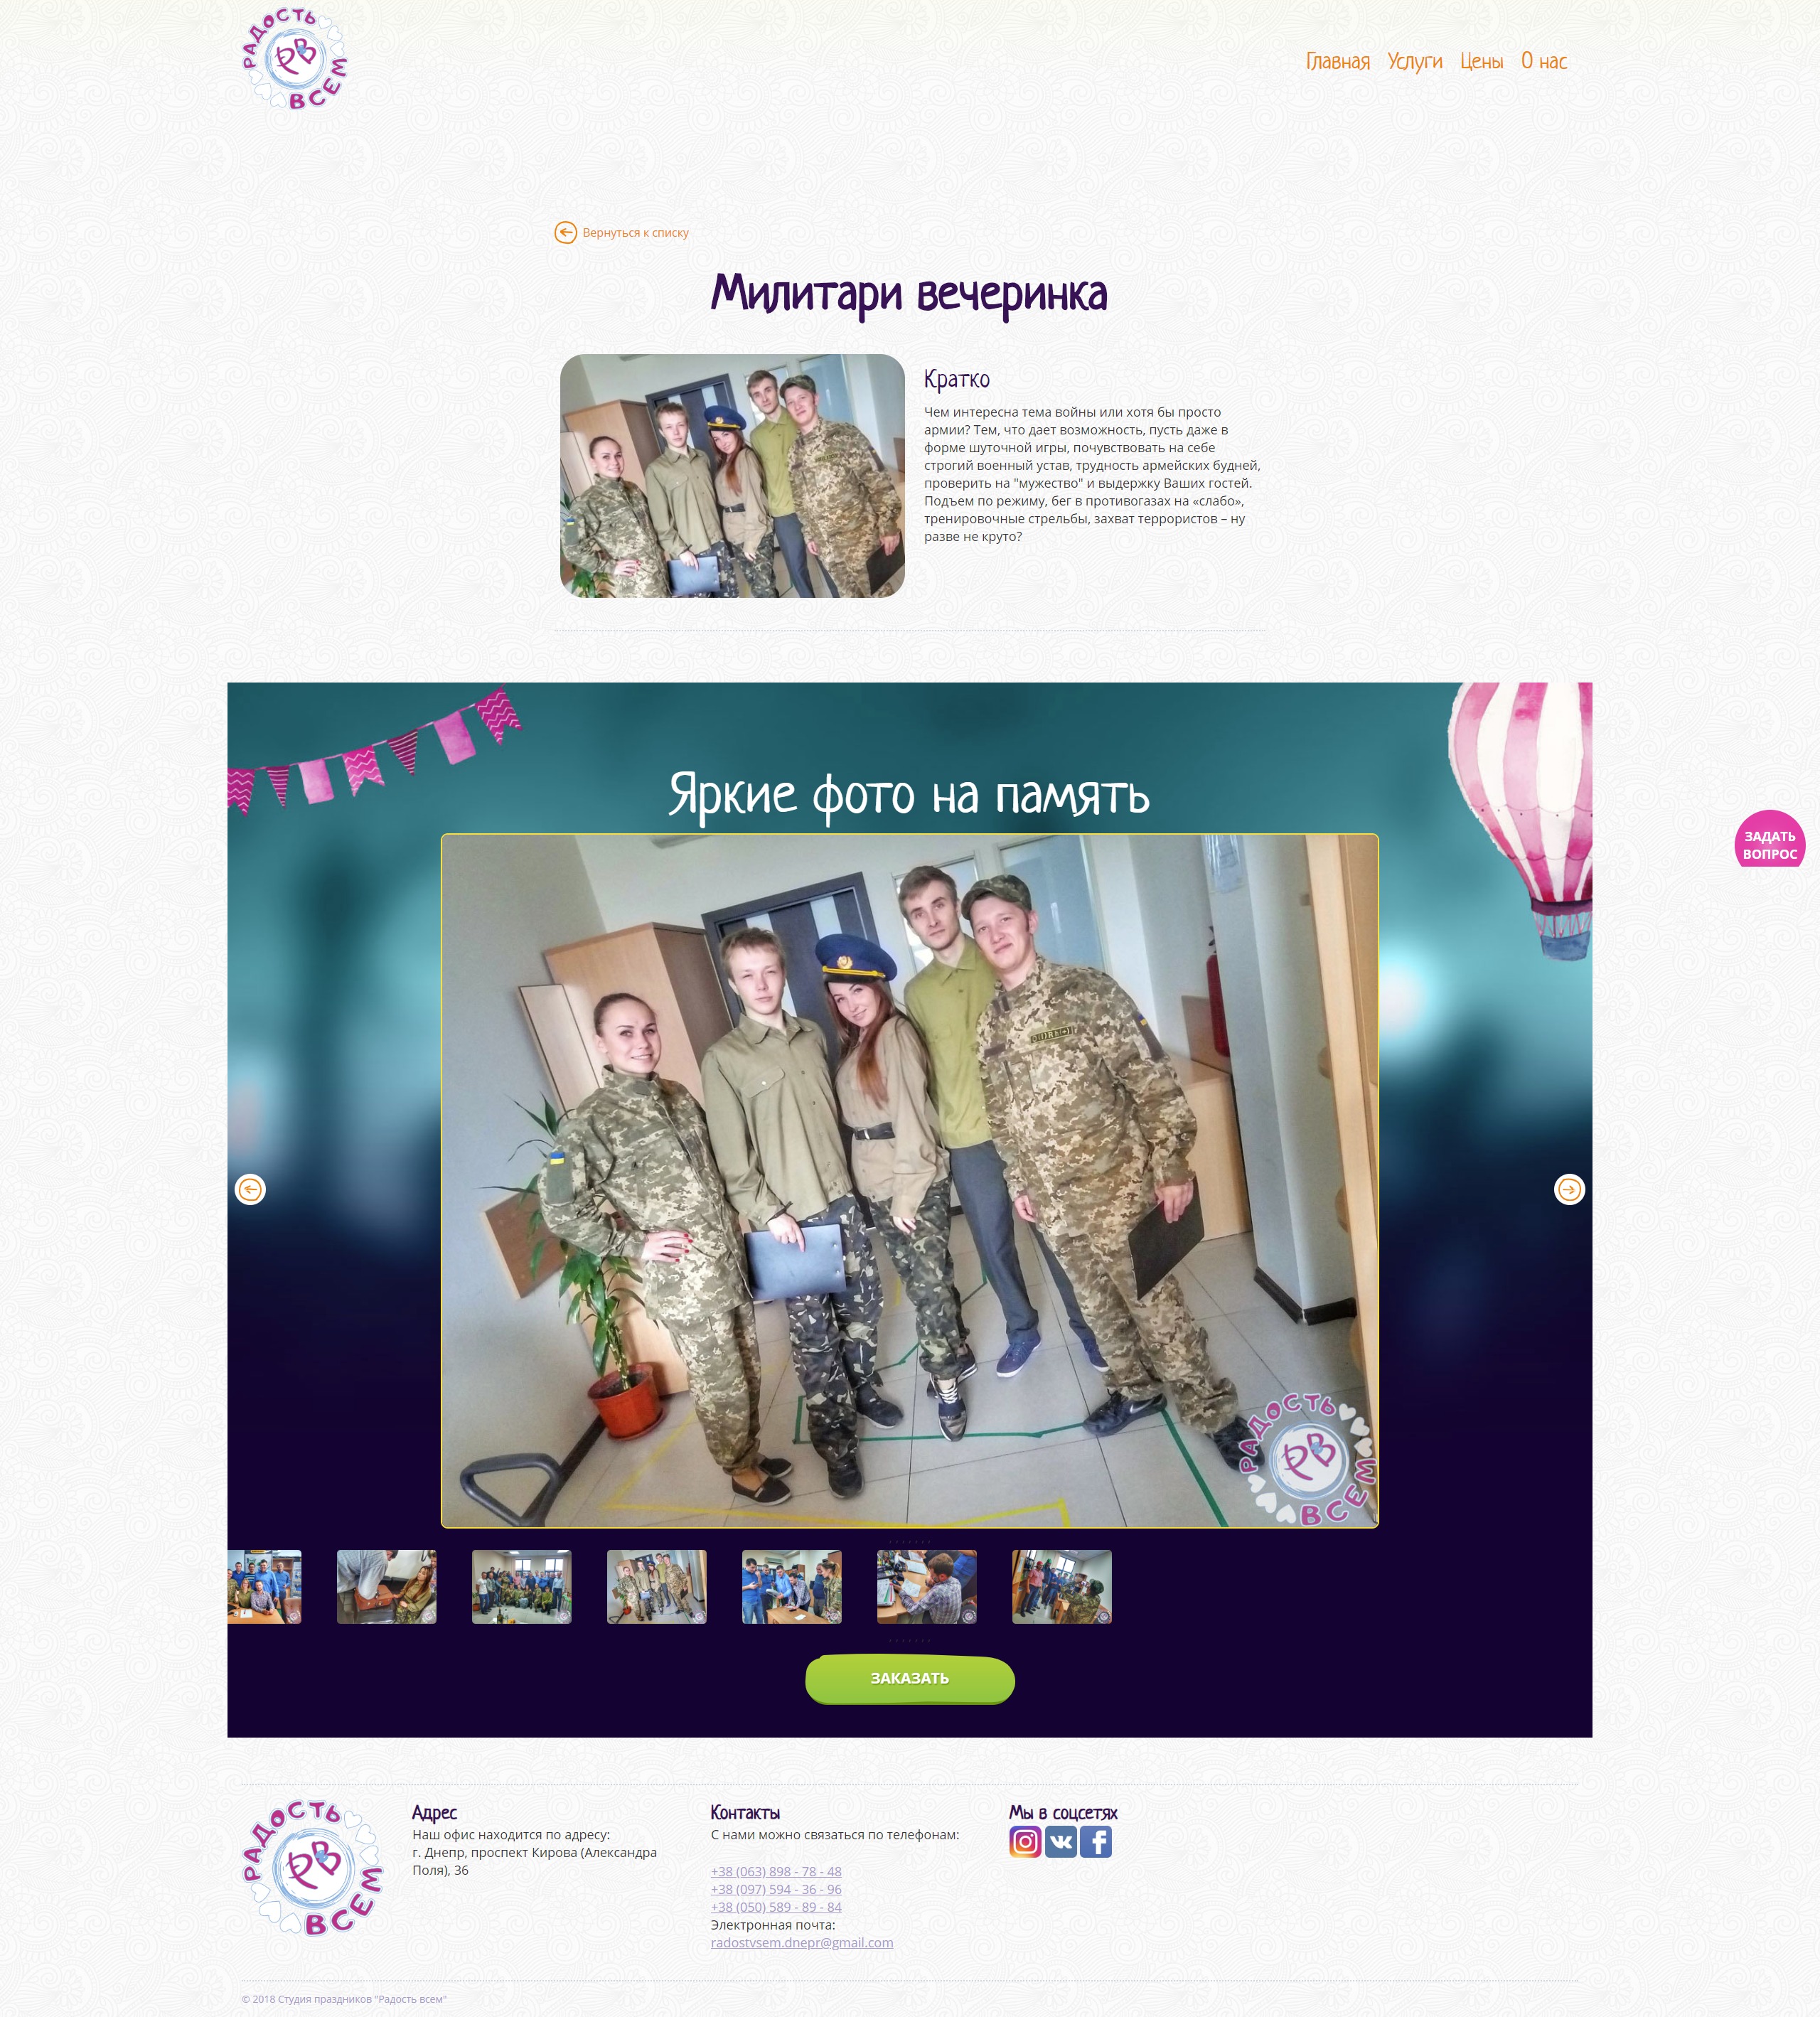 РАДОСТЬ
РВ
ВСЕМ
Главная Услуги Цены О нас
Вернуться к списку
Милитари вечеринка
Кратко
Чем интересна тема войны или хотя бы просто
армии? Тем, что дает возможность, пусть даже в
форме шуточной игры, почувствовать на себе
строгий военный устав, трудность армейских будней,
проверить на "мужество" и выдержку Ваших гостей.
Подъем по режиму, бег в противогазах на «слабо»,
тренировочные стрельбы, захват террористов – ну
разве не круто?
Яркие фото на память
ЗАДАТЬ
ВОПРОС
РАДОСТЬ
РВ
ВСЕМ
ЗАКАЗАТЬ
РАДОСТЬ
РВ
ВСЕМ
Адрес
Наш офис находится по адресу:
г. Днепр, проспект Кирова (Александра
Поля), 36
Контакты
С нами можно связаться по телефонам:
+38 (063) 898 - 78 - 48
+38 (097) 594 - 36 - 96
+38 (050) 589 - 89 - 84
Электронная почта:
radostvsem.dnepr@gmail.com
Мы в соцсетях
© 2018 Студия праздников "Радость всем"